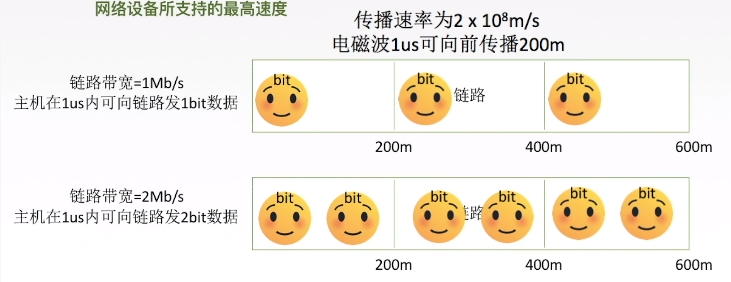 网络设备所支持的最高速度
传播速率为2 x 10⁸m/s
电磁波1us可向前传播200m
链路带宽=1Mb/s
主机在1us内可向链路发1bit数据
bit bit 链路 bit
200m 400m 600m
链路带宽=2Mb/s
主机在1us内可向链路发2bit数据
bit bit bit 链路 bit bit bit
200m 400m 600m